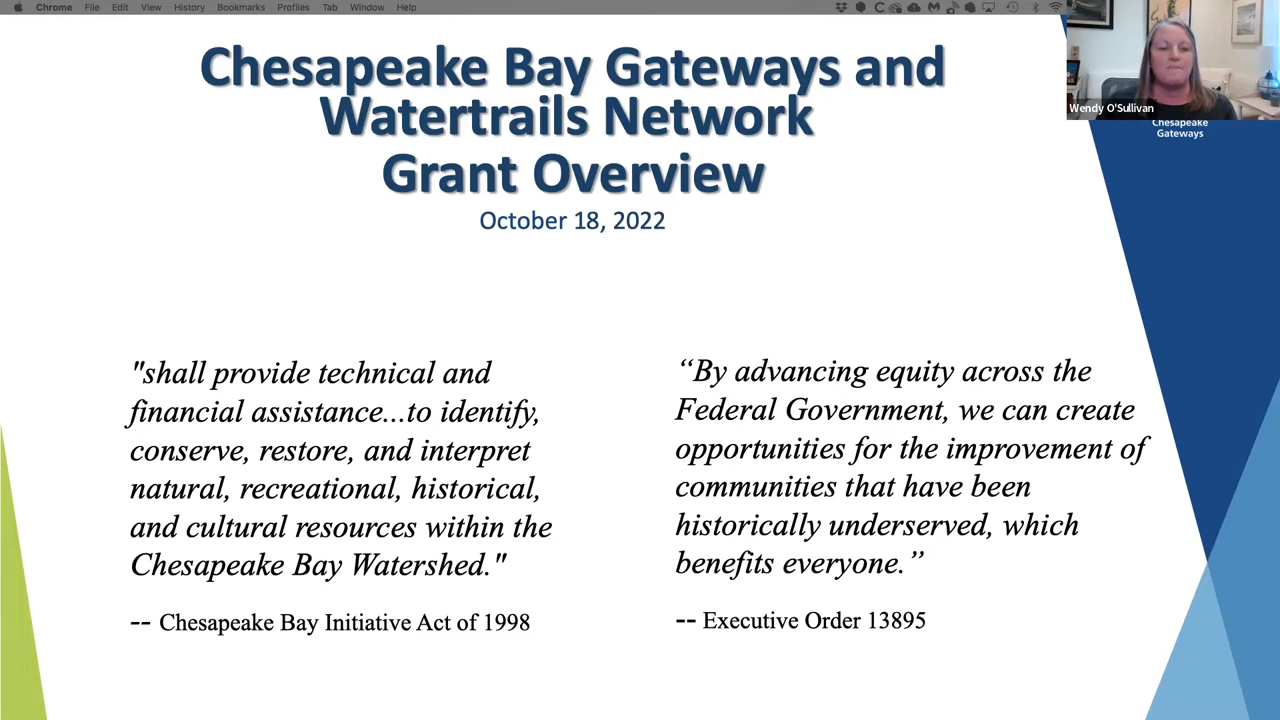 Chrome File Edit View History Bookmarks Profiles Tab Window Help
Chesapeake Bay Gateways and
Watertrails Network
Grant Overview
October 18, 2022
Wendy O'Sullivan
Chesapeake
Gateways
"shall provide technical and
financial assistance...to identify,
conserve, restore, and interpret
natural, recreational, historical,
and cultural resources within the
Chesapeake Bay Watershed."
-- Chesapeake Bay Initiative Act of 1998
“By advancing equity across the
Federal Government, we can create
opportunities for the improvement of
communities that have been
historically underserved, which
benefits everyone.”
-- Executive Order 13895